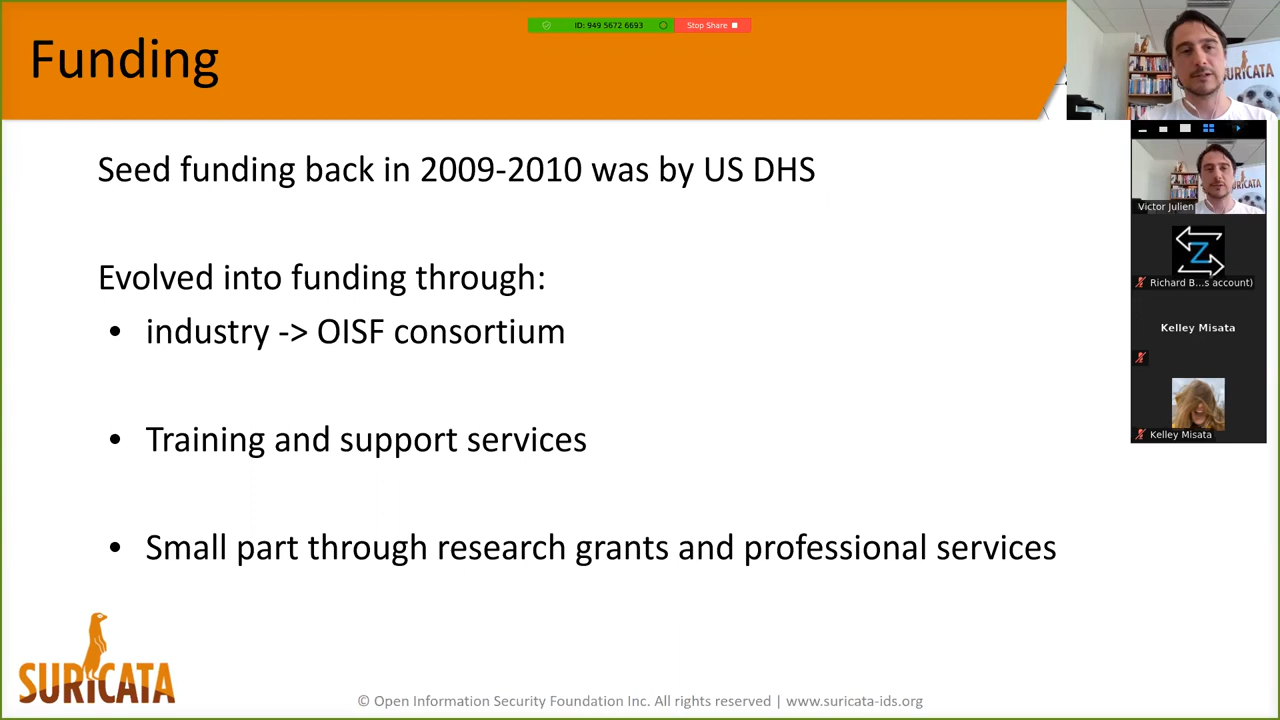 Funding
ID: 949 5672 6693
Stop Share
SURICATA
Seed funding back in 2009-2010 was by US DHS
SURICATA
Victor Julien
Evolved into funding through:
Z
Richard B...s account)
• industry -> OISF consortium
Kelley Misata
• Training and support services
Kelley Misata
• Small part through research grants and professional services
SURICATA
© Open Information Security Foundation Inc. All rights reserved | www.suricata-ids.org